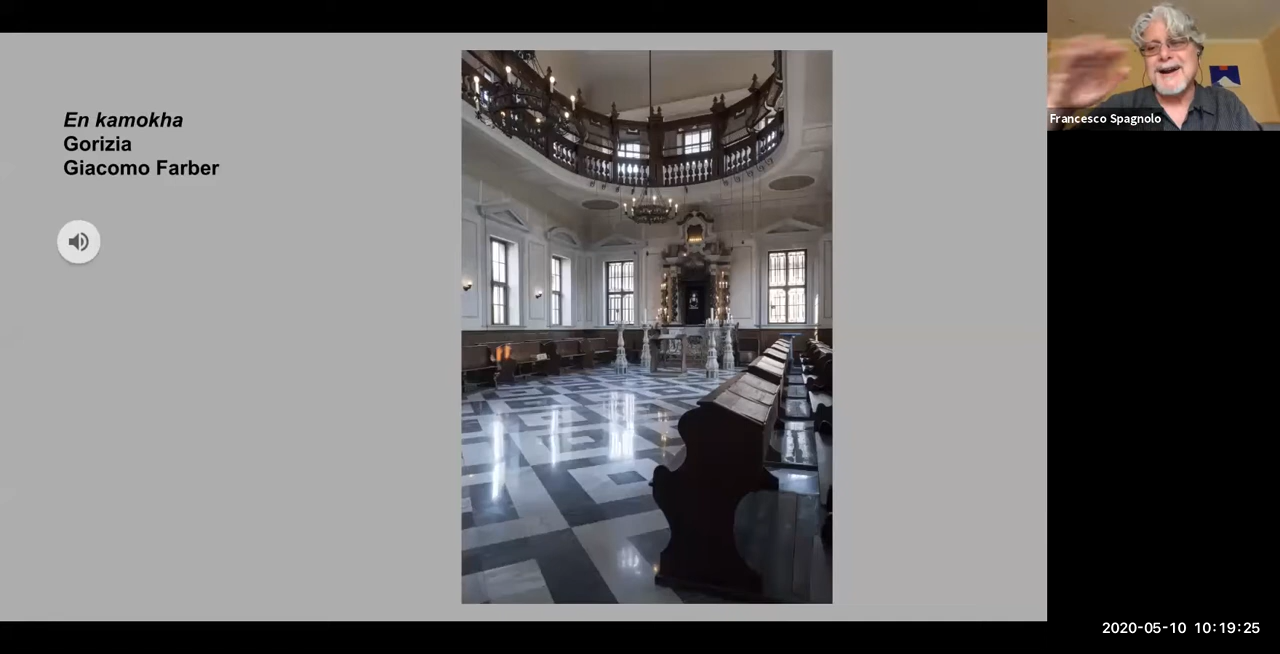 En kamokha
Gorizia
Giacomo Farber
Francesco Spagnolo
2020-05-10 10:19:25